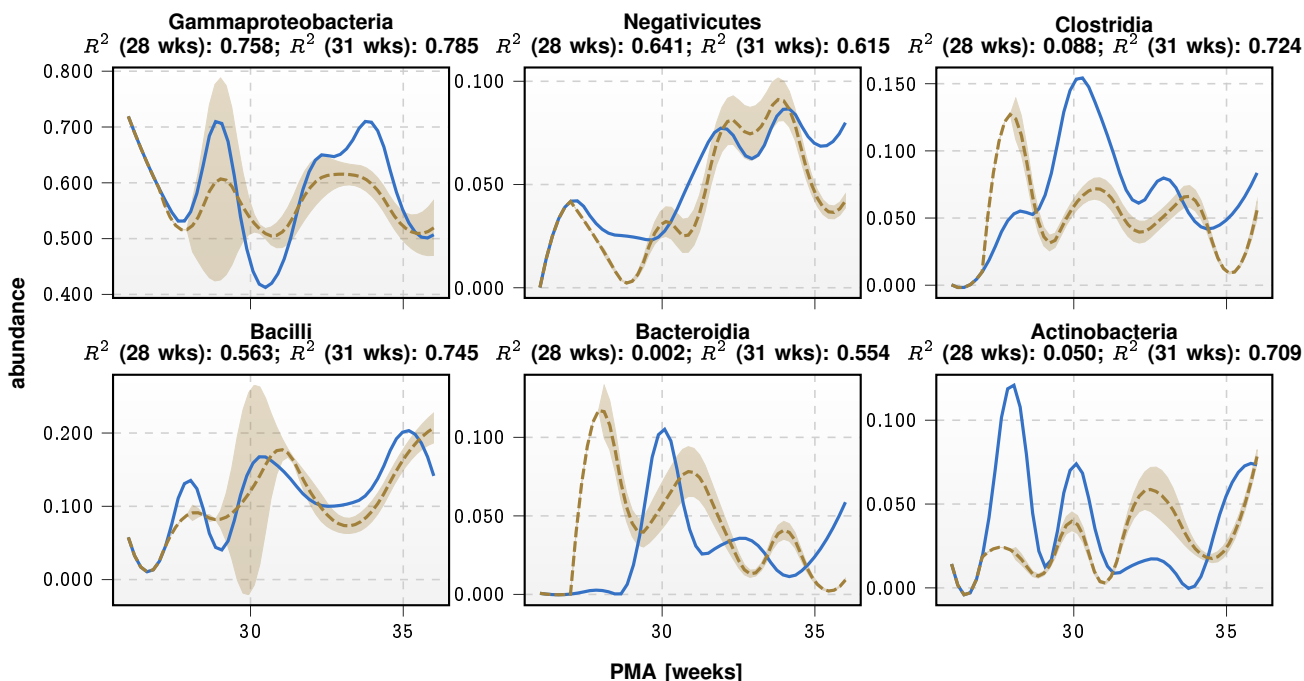 Gammaproteobacteria
R² (28 wks): 0.758; R² (31 wks): 0.785
Negativicutes
R² (28 wks): 0.641; R² (31 wks): 0.615
Clostridia
R² (28 wks): 0.088; R² (31 wks): 0.724
0.800
0.700
0.600
0.500
0.400
0.100
0.050
0.000
0.150
0.100
0.050
0.000
abundance
Bacilli
R² (28 wks): 0.563; R² (31 wks): 0.745
Bacteroidia
R² (28 wks): 0.002; R² (31 wks): 0.554
Actinobacteria
R² (28 wks): 0.050; R² (31 wks): 0.709
0.200
0.100
0.000
0.100
0.050
0.000
0.100
0.050
0.000
30 35
30 35
30 35
PMA [weeks]